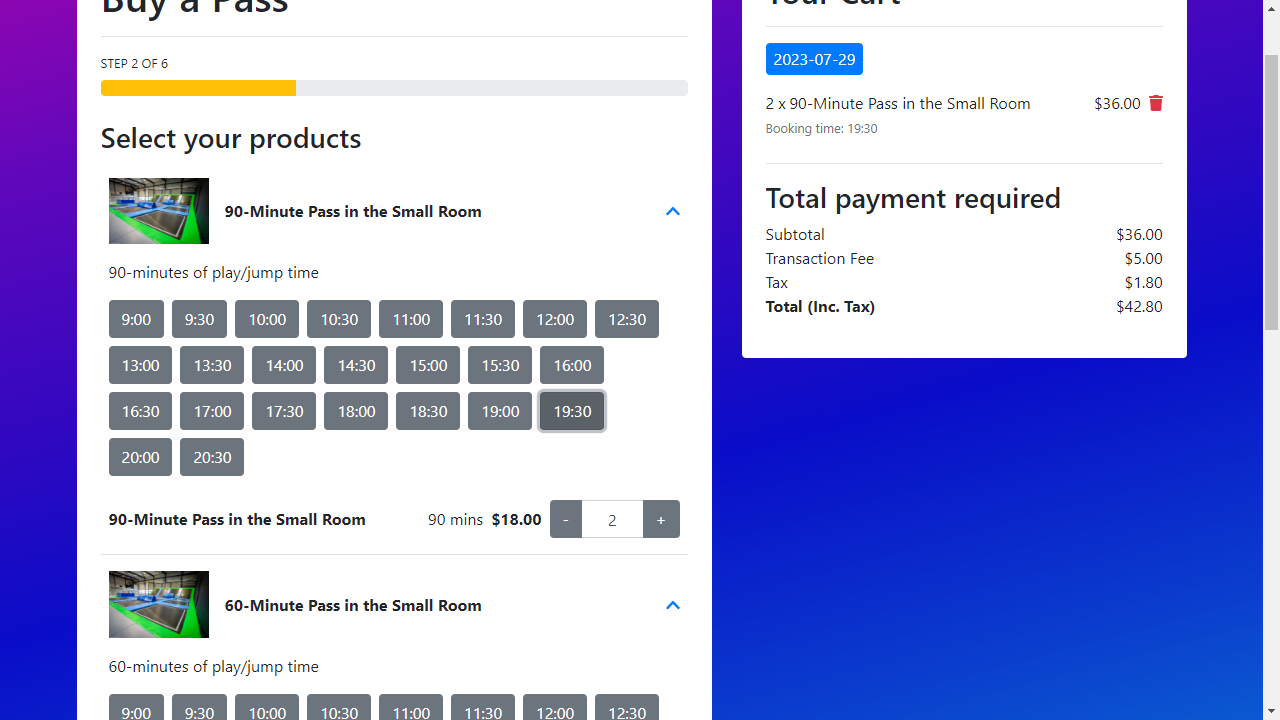 Buy a Pass
STEP 2 OF 6
Select your products
90-Minute Pass in the Small Room
90-minutes of play/jump time
9:00 9:30 10:00 10:30 11:00 11:30 12:00 12:30
13:00 13:30 14:00 14:30 15:00 15:30 16:00
16:30 17:00 17:30 18:00 18:30 19:00 19:30
20:00 20:30
90-Minute Pass in the Small Room 90 mins $18.00 - 2 +
60-Minute Pass in the Small Room
60-minutes of play/jump time
9:00 9:30 10:00 10:30 11:00 11:30 12:00 12:30
Your Cart
2023-07-29
2 x 90-Minute Pass in the Small Room $36.00
Booking time: 19:30
Total payment required
Subtotal $36.00
Transaction Fee $5.00
Tax $1.80
Total (Inc. Tax) $42.80